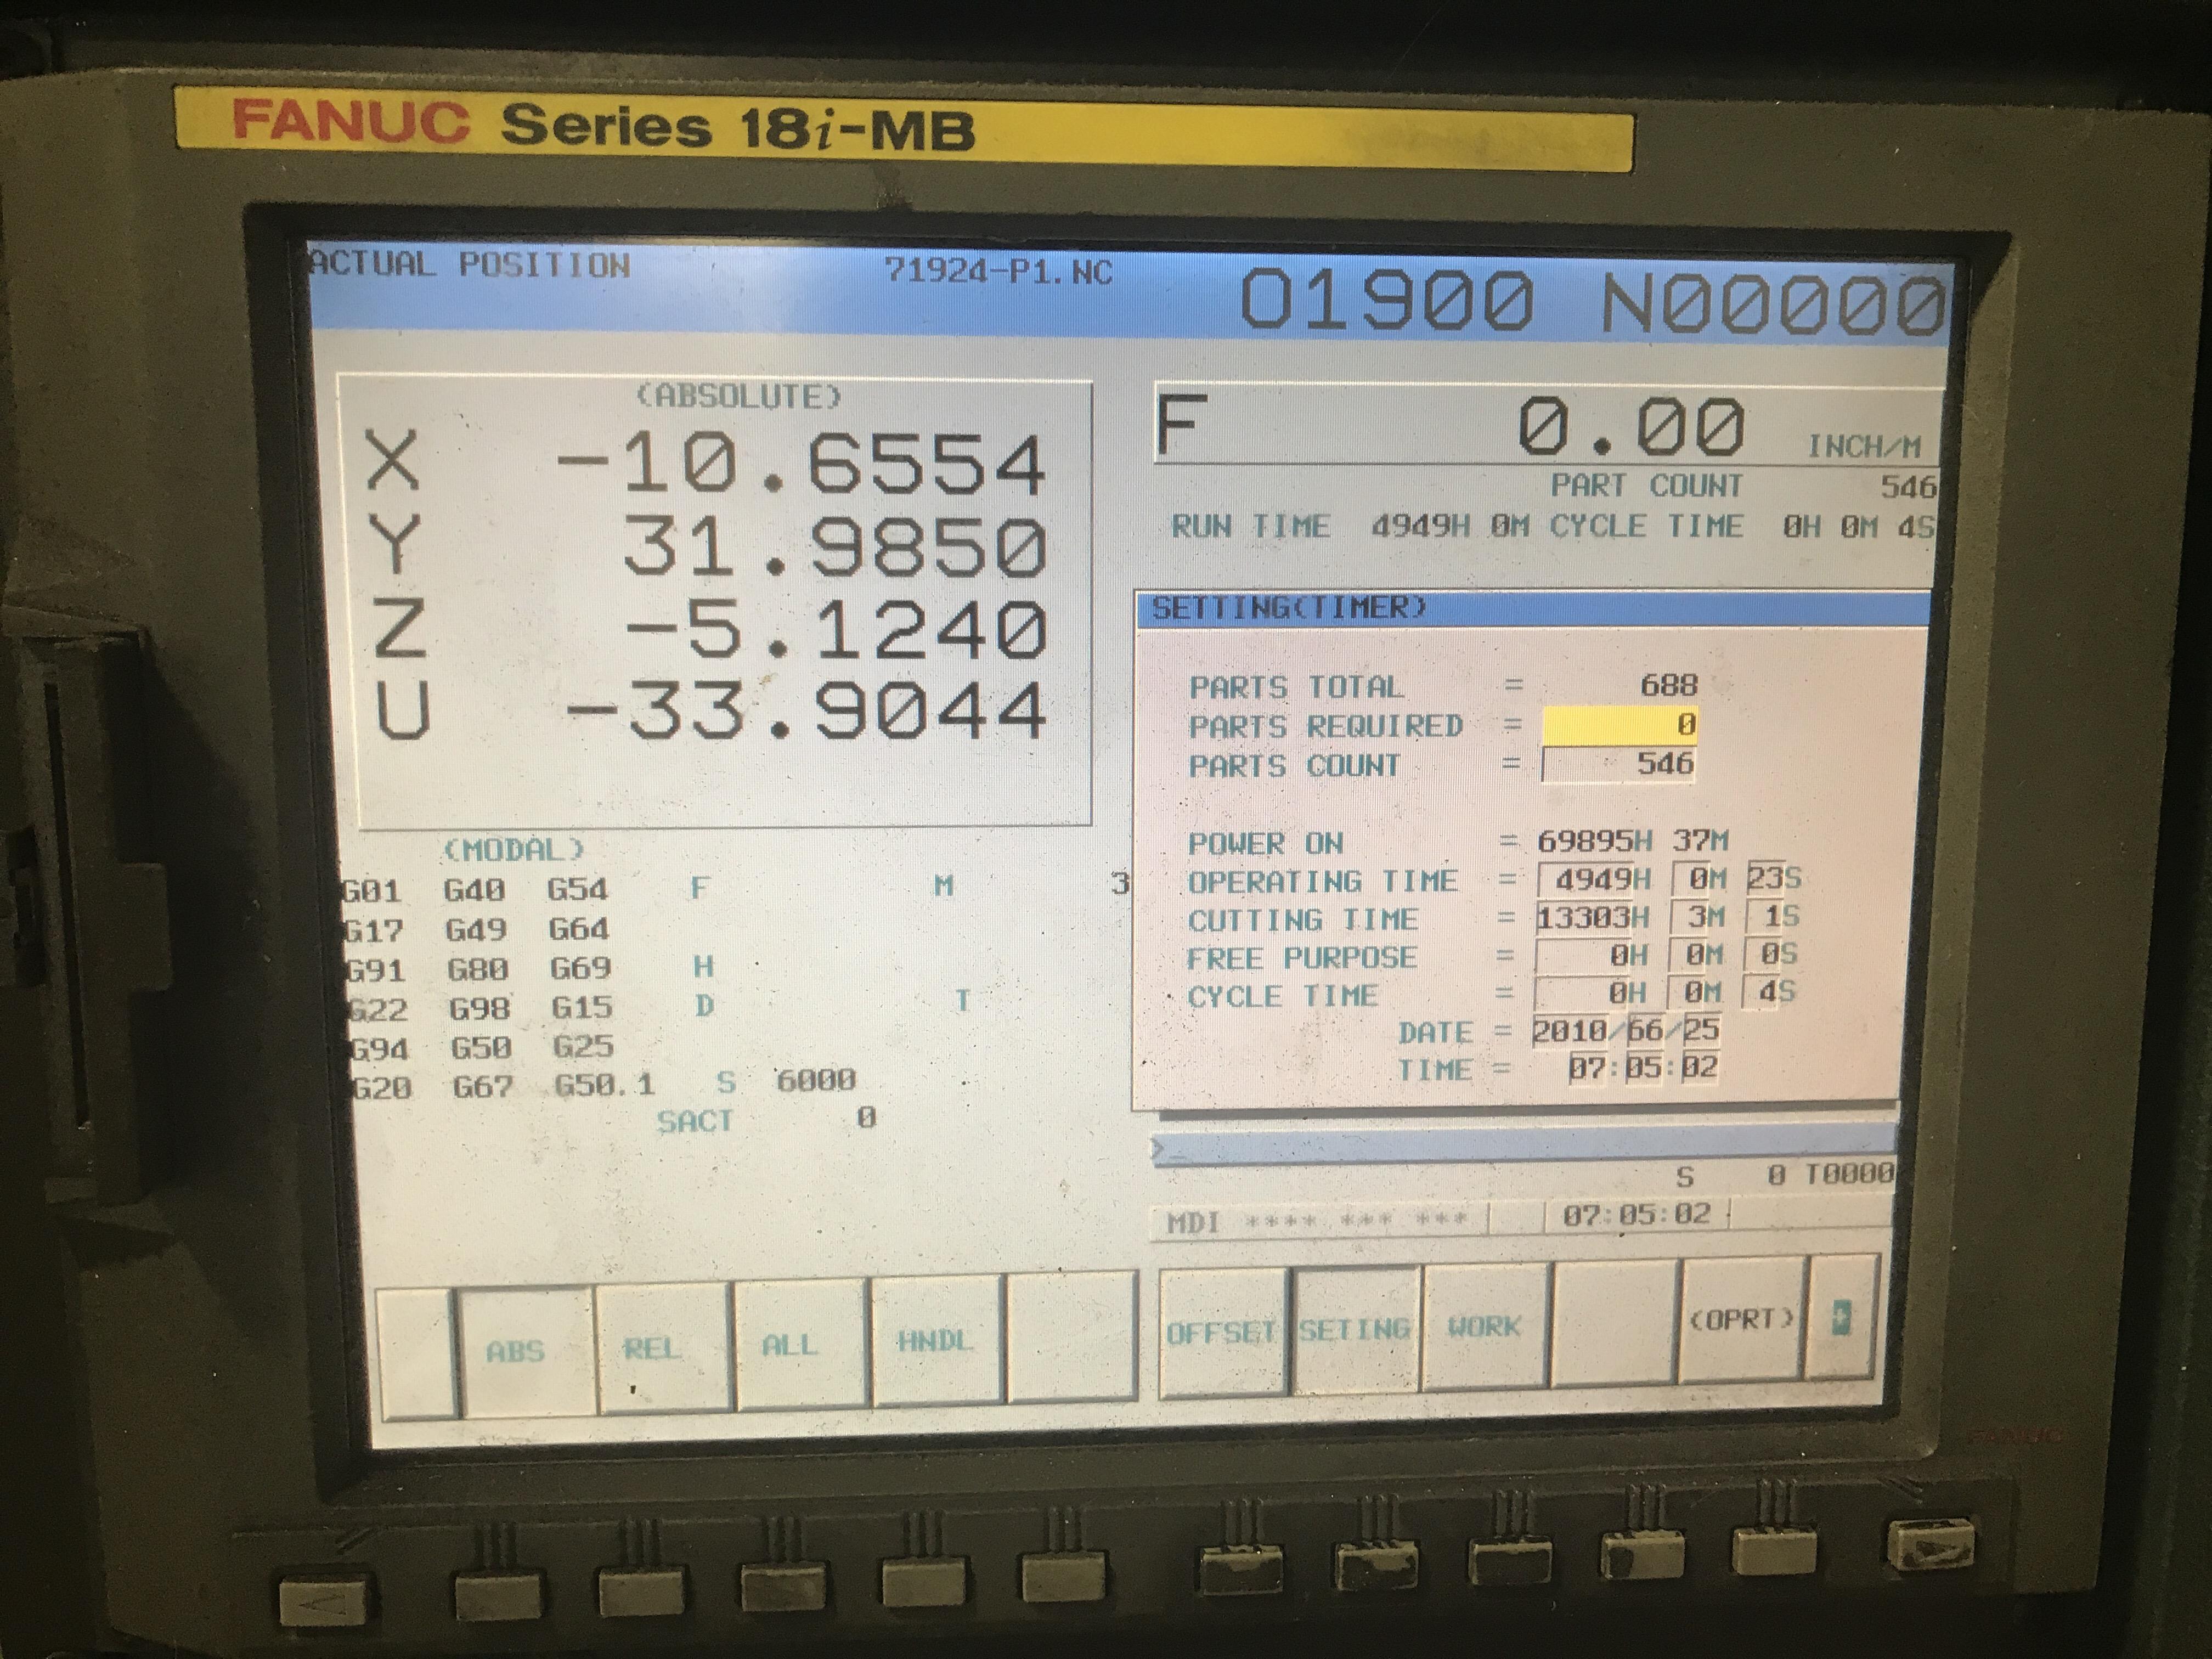 FANUC Series 18i-MB
ACTUAL POSITION 71924-P1.NC O1900 N00000
(ABSOLUTE)
X -10.6554
Y 31.9850
Z -5.1240
U -33.9044
F 0.00 INCH/M
PART COUNT 546
RUN TIME 4949H 0M CYCLE TIME 0H 0M 4S
(MODAL)
G01 G40 G54 F M 3
G17 G49 G64
G91 G80 G69 H
G22 G98 G15 D T
G94 G50 G25
G20 G67 G50.1 S 6000
SACT 0
SETTING(TIMER)
PARTS TOTAL = 688
PARTS REQUIRED = 0
PARTS COUNT = 546
POWER ON = 69895H 37M
OPERATING TIME = 4949H 0M 23S
CUTTING TIME = 13303H 3M 1S
FREE PURPOSE = 0H 0M 0S
CYCLE TIME = 0H 0M 4S
DATE = 2010/66/25
TIME = 07:05:02
>_
S 0 T0000
MDI **** *** *** 07:05:02
ABS REL ALL HNDL OFFSET SETING WORK (OPRT) +
FANUC